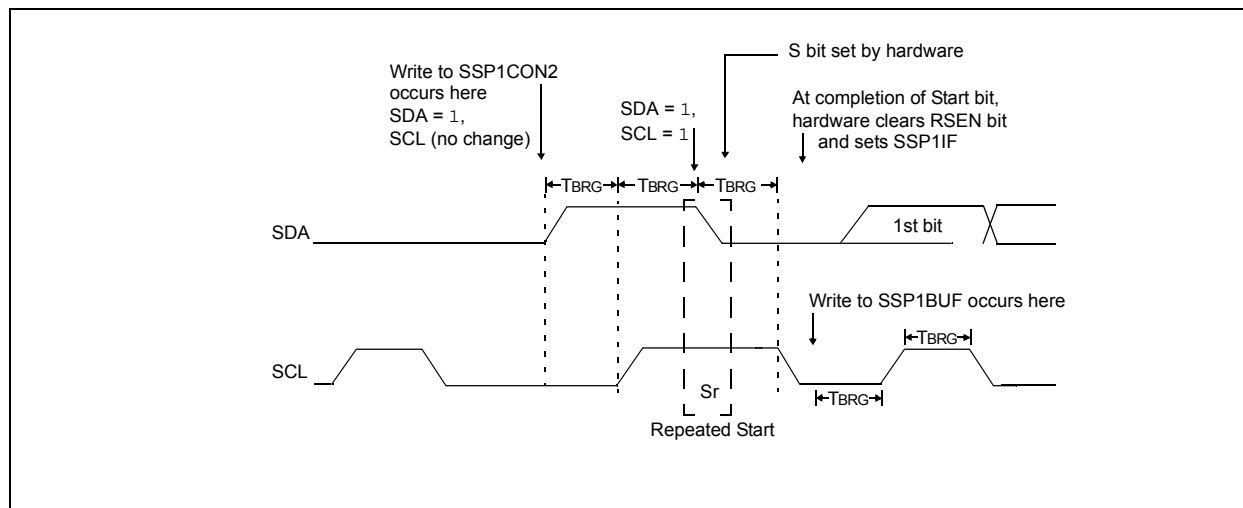 S bit set by hardware
Write to SSP1CON2
occurs here
SDA = 1,
SCL (no change)
SDA = 1,
SCL = 1
At completion of Start bit,
hardware clears RSEN bit
and sets SSP1IF
TBRG
TBRG
TBRG
SDA
1st bit
Write to SSP1BUF occurs here
TBRG
SCL
TBRG
Sr
Repeated Start